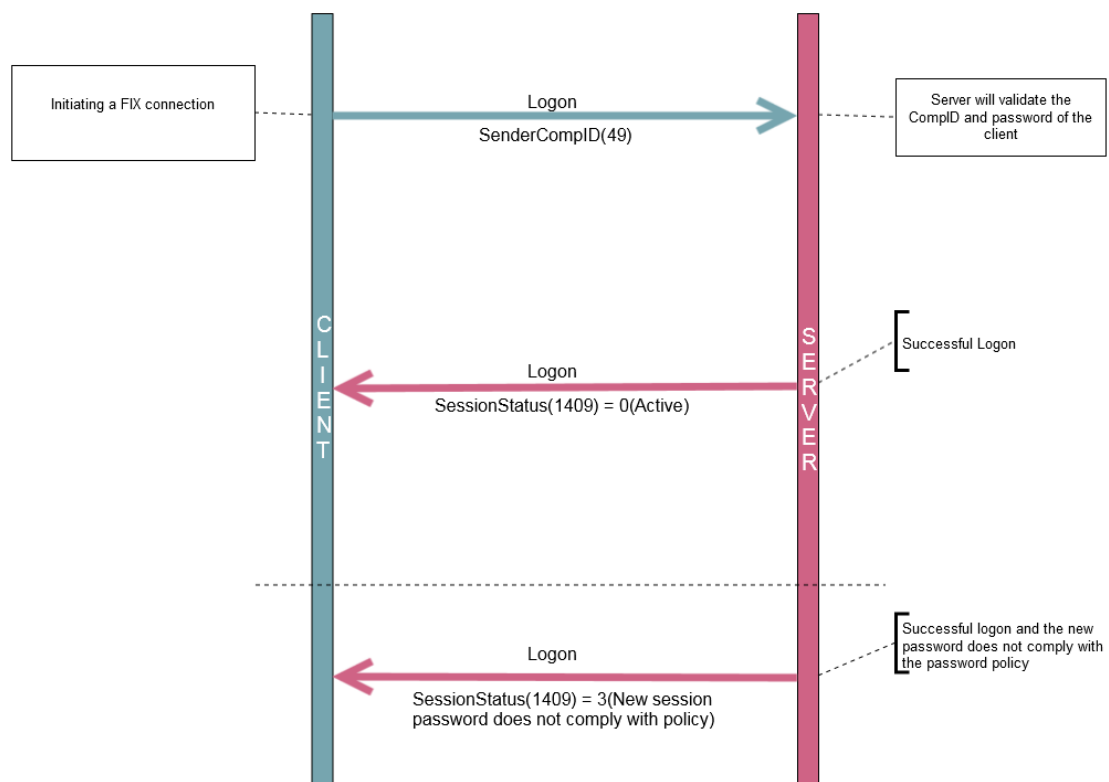 Initiating a FIX connection
Logon
SenderCompID(49)
Server will validate the
CompID and password of the
client
CLIENT
SERVER
Successful Logon
Logon
SessionStatus(1409) = 0(Active)
Successful logon and the new
password does not comply with
the password policy
Logon
SessionStatus(1409) = 3(New session
password does not comply with policy)